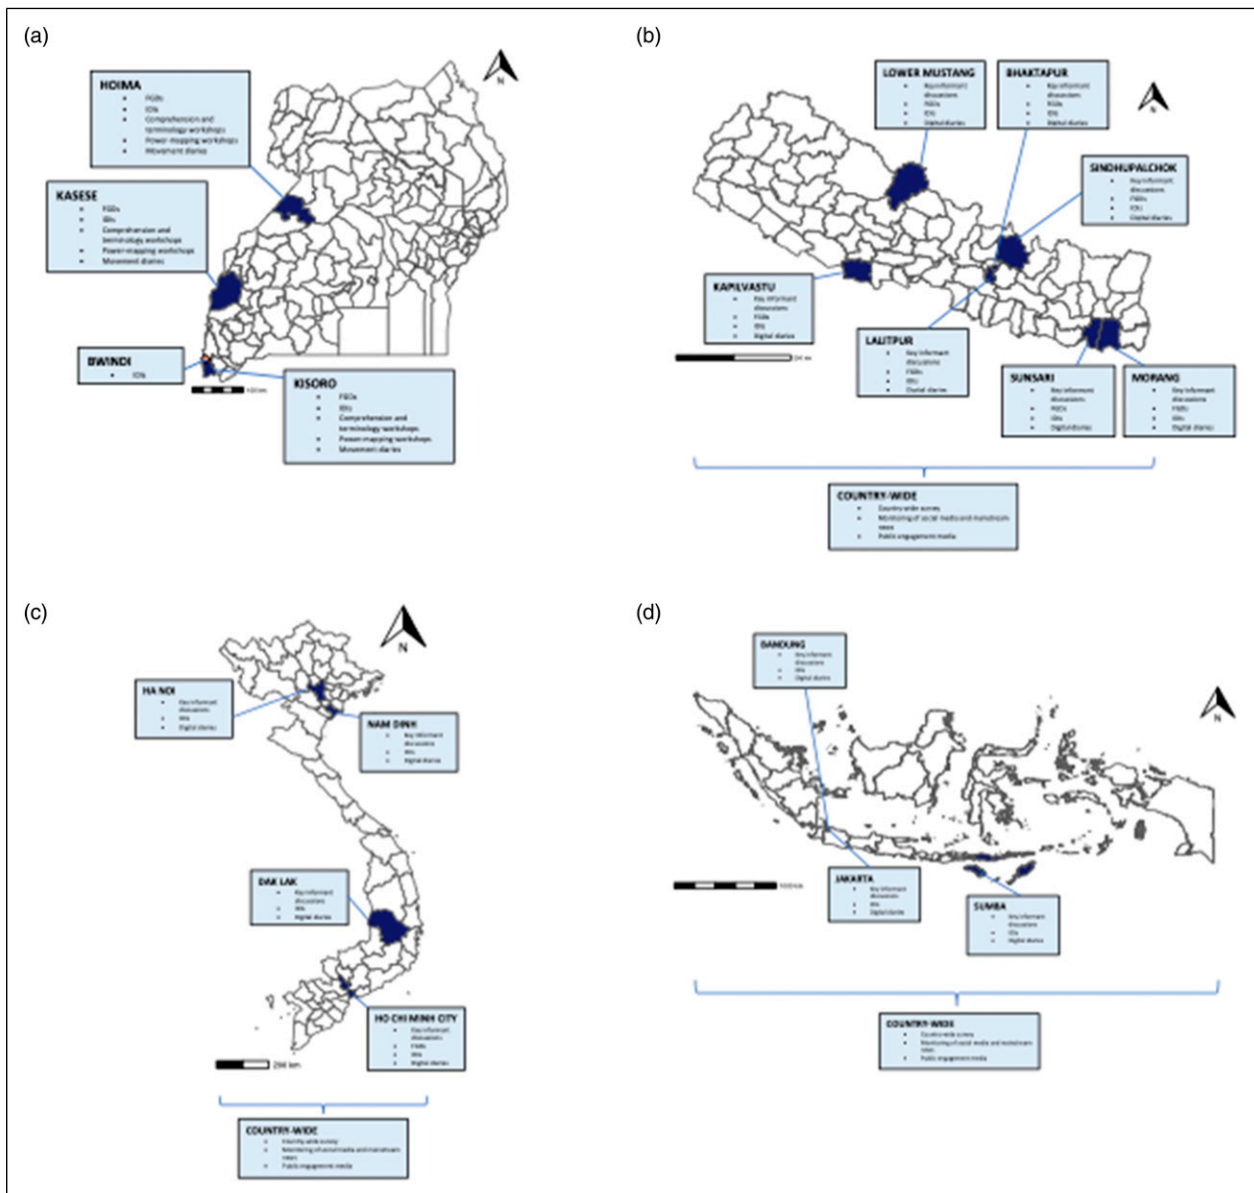 (a)
N
HOIMA
FGDs
IDIs
Comprehension and
terminology workshops
Power-mapping workshops
Movement diaries
KASESE
FGDs
IDIs
Comprehension and
terminology workshops
Power-mapping workshops
Movement diaries
BWINDI
IDIs
KISORO
FGDs
IDIs
Comprehension and
terminology workshops
Power-mapping workshops
Movement diaries
(b)
N
LOWER MUSTANG
Key informant
discussions
FGDs
IDIs
Digital diaries
BHAKTAPUR
Key informant
discussions
FGDs
IDIs
Digital diaries
SINDHUPALCHOK
Key informant
discussions
FGDs
IDIs
Digital diaries
KAPILVASTU
Key informant
discussions
FGDs
IDIs
Digital diaries
LALITPUR
Key informant
discussions
FGDs
IDIs
Digital diaries
SUNSARI
Key informant
discussions
FGDs
IDIs
Digital diaries
MORANG
Key informant
discussions
FGDs
IDIs
Digital diaries
COUNTRY-WIDE
Country wide survey
Monitoring of social media and mainstream
news
Public engagement media
(c)
N
HA NOI
Key informant
discussions
IDIs
Digital diaries
NAM DINH
Key informant
discussions
IDIs
Digital diaries
DAK LAK
Key informant
discussions
IDIs
Digital diaries
HO CHI MINH CITY
Key informant
discussions
FGDs
IDIs
Digital diaries
200 km
COUNTRY-WIDE
Country wide survey
Monitoring of social media and mainstream
news
Public engagement media
(d)
N
BANDUNG
Key informant
discussions
IDIs
Digital diaries
JAKARTA
Key informant
discussions
IDIs
Digital diaries
SUMBA
Key informant
discussions
IDIs
Digital diaries
COUNTRY-WIDE
Country wide survey
Monitoring of social media and mainstream
news
Public engagement media